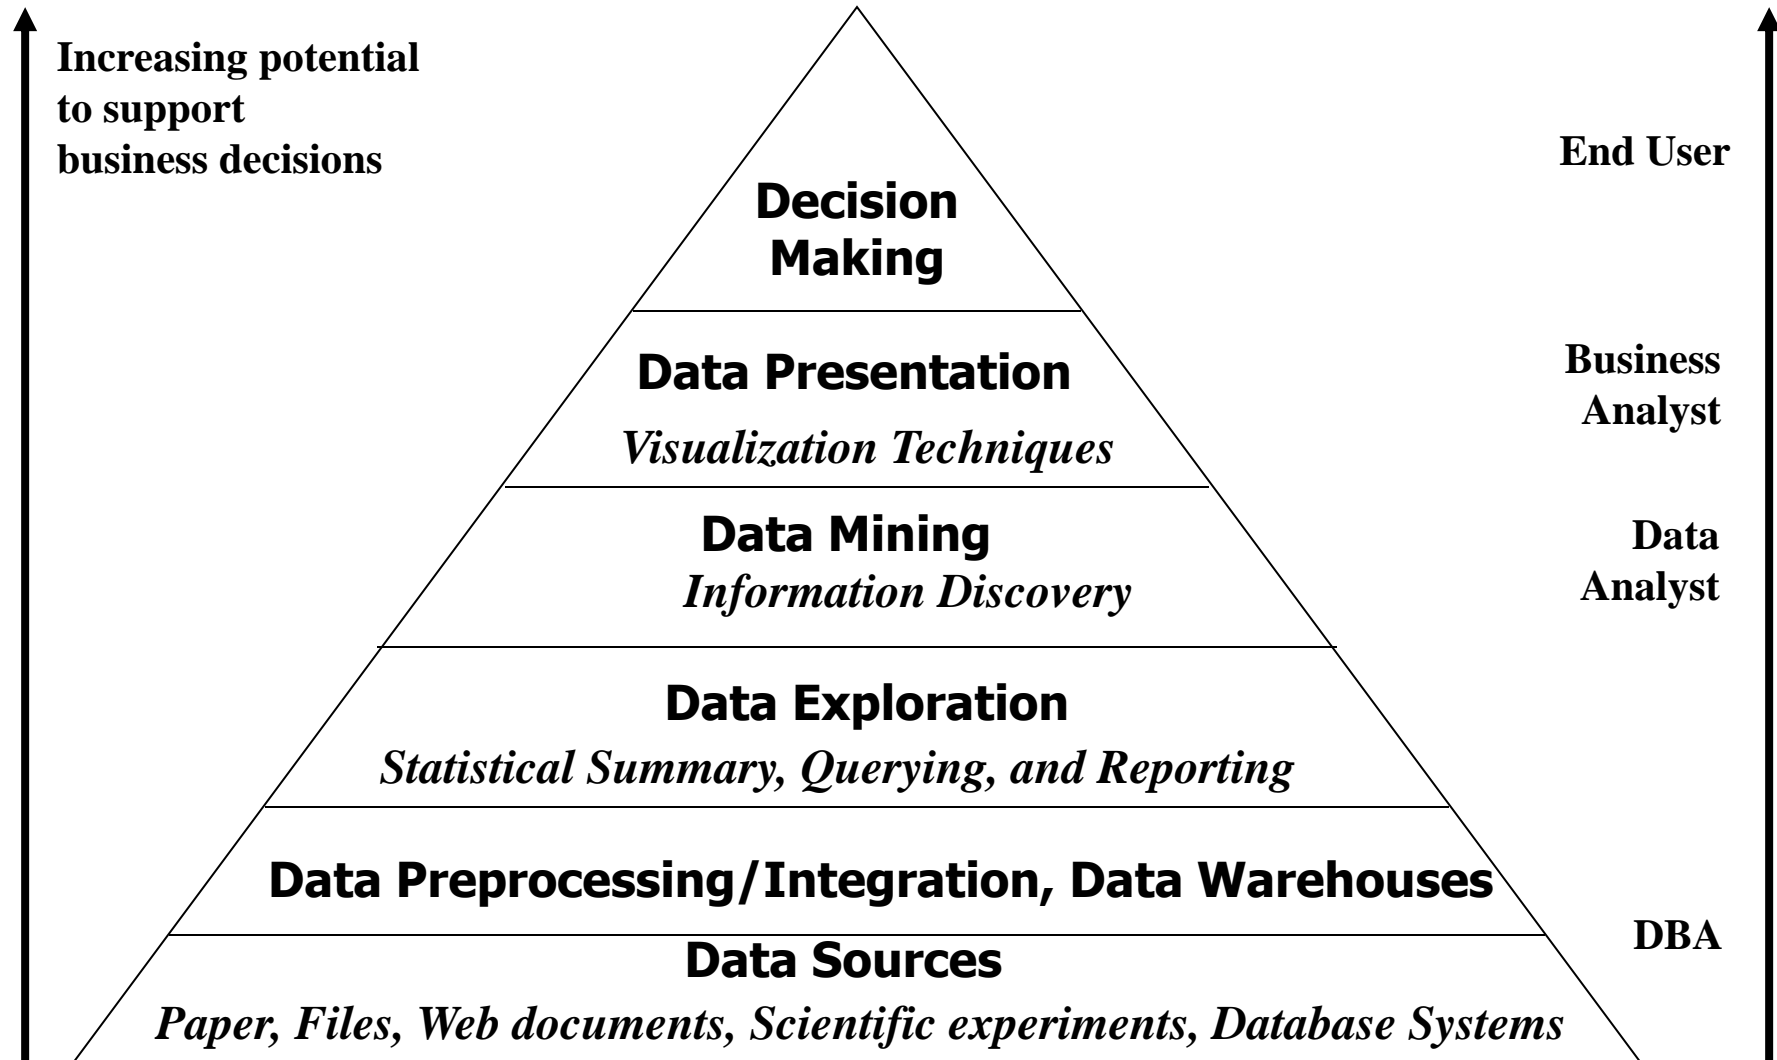 Increasing potential
to support
business decisions
End User
Decision
Making
Business
Analyst
Data Presentation
Visualization Techniques
Data Mining
Information Discovery
Data
Analyst
Data Exploration
Statistical Summary, Querying, and Reporting
Data Preprocessing/Integration, Data Warehouses
DBA
Data Sources
Paper, Files, Web documents, Scientific experiments, Database Systems